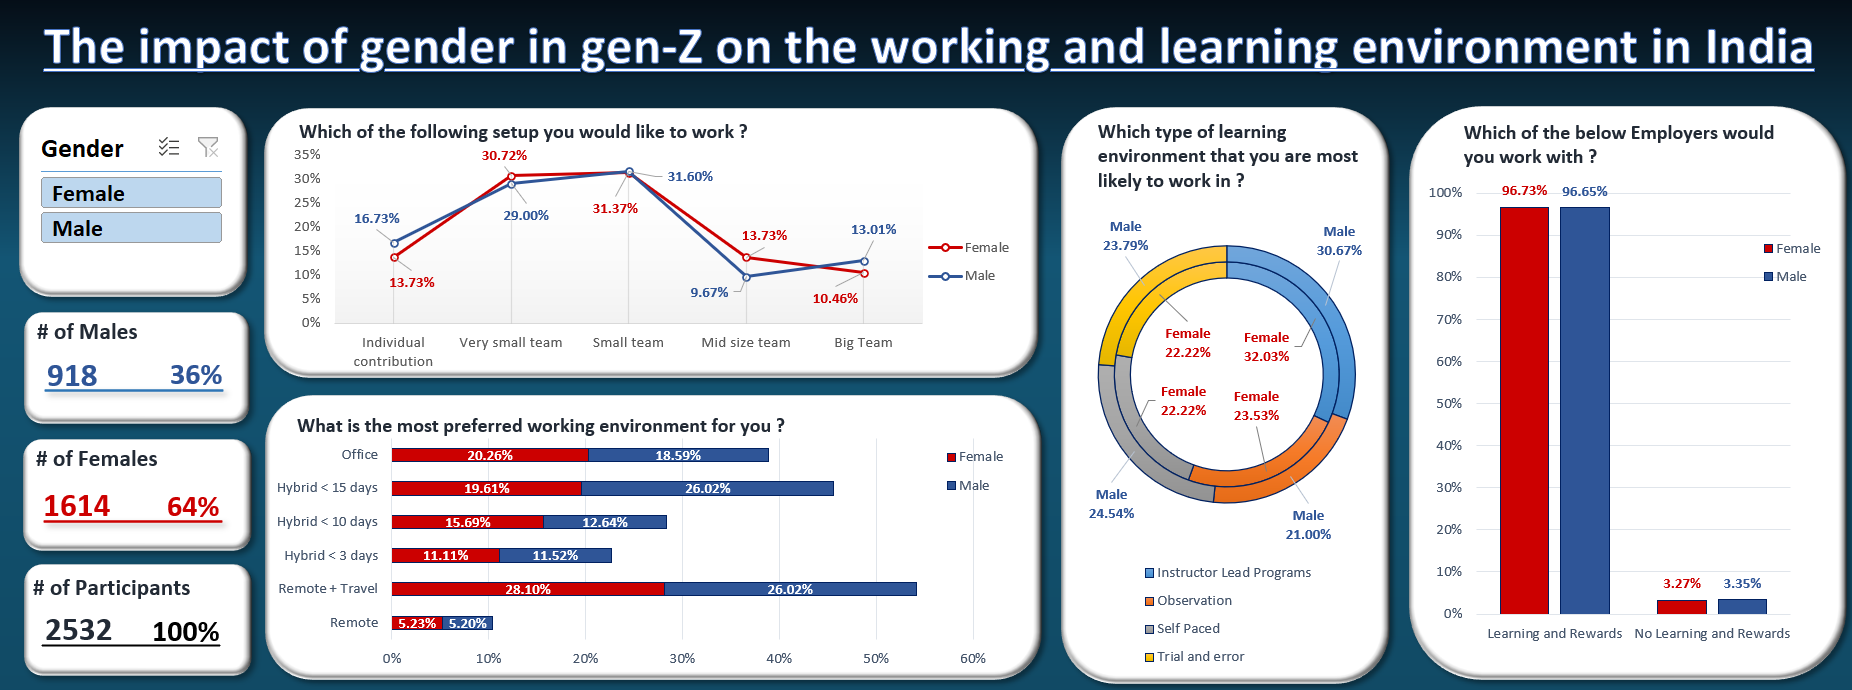 The impact of gender in gen-Z on the working and learning environment in India
Gender
Female
Male
# of Males
918 36%
# of Females
1614 64%
# of Participants
2532 100%
Which of the following setup you would like to work ?
35%
30%
25%
20%
15%
10%
5%
0%
16.73%
13.73%
30.72%
29.00%
31.60%
31.37%
13.73%
9.67%
13.01%
10.46%
Individual
contribution
Very small team
Small team
Mid size team
Big Team
Female
Male
What is the most preferred working environment for you ?
Office
20.26% 18.59%
Hybrid < 15 days
19.61% 26.02%
Hybrid < 10 days
15.69% 12.64%
Hybrid < 3 days
11.11% 11.52%
Remote + Travel
28.10% 26.02%
Remote
5.23% 5.20%
0% 10% 20% 30% 40% 50% 60%
Female
Male
Which type of learning
environment that you are most
likely to work in ?
Male
23.79%
Male
30.67%
Female
22.22%
Female
32.03%
Female
22.22%
Female
23.53%
Male
24.54%
Male
21.00%
Instructor Lead Programs
Observation
Self Paced
Trial and error
Which of the below Employers would
you work with ?
100%
90%
80%
70%
60%
50%
40%
30%
20%
10%
0%
96.73% 96.65%
3.27% 3.35%
Female
Male
Learning and Rewards
No Learning and Rewards